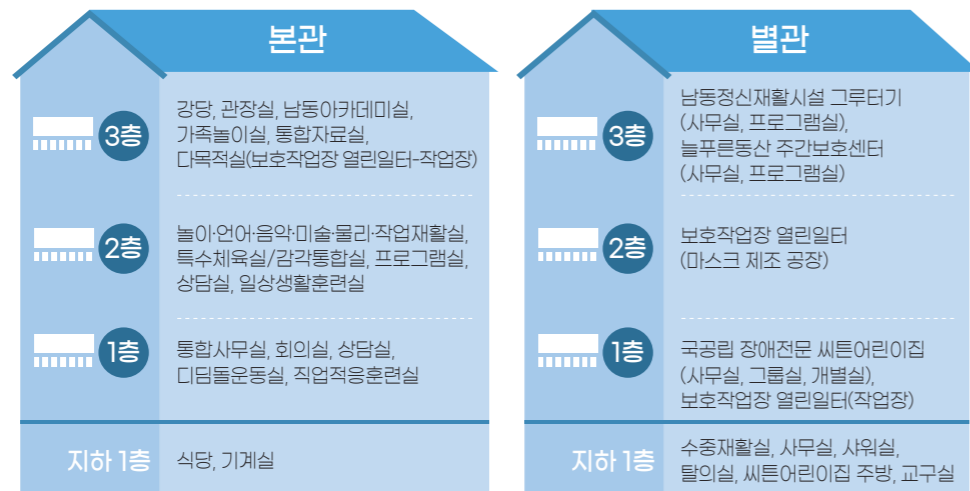 본관
3층
강당, 관장실, 남동아카데미실,
가족놀이실, 통합자료실,
다목적실(보호작업장 열린일터-작업장)
2층
놀이·언어·음악·미술·물리·작업재활실,
특수체육실/감각통합실, 프로그램실,
상담실, 일상생활훈련실
1층
통합사무실, 회의실, 상담실,
디딤돌운동실, 직업적응훈련실
지하 1층
식당, 기계실
별관
3층
남동정신재활시설 그루터기
(사무실, 프로그램실),
늘푸른동산 주간보호센터
(사무실, 프로그램실)
2층
보호작업장 열린일터
(마스크 제조 공장)
1층
국공립 장애전문 씨튼어린이집
(사무실, 그룹실, 개별실),
보호작업장 열린일터(작업장)
지하 1층
수중재활실, 사무실, 샤워실,
탈의실, 씨튼어린이집 주방, 교구실